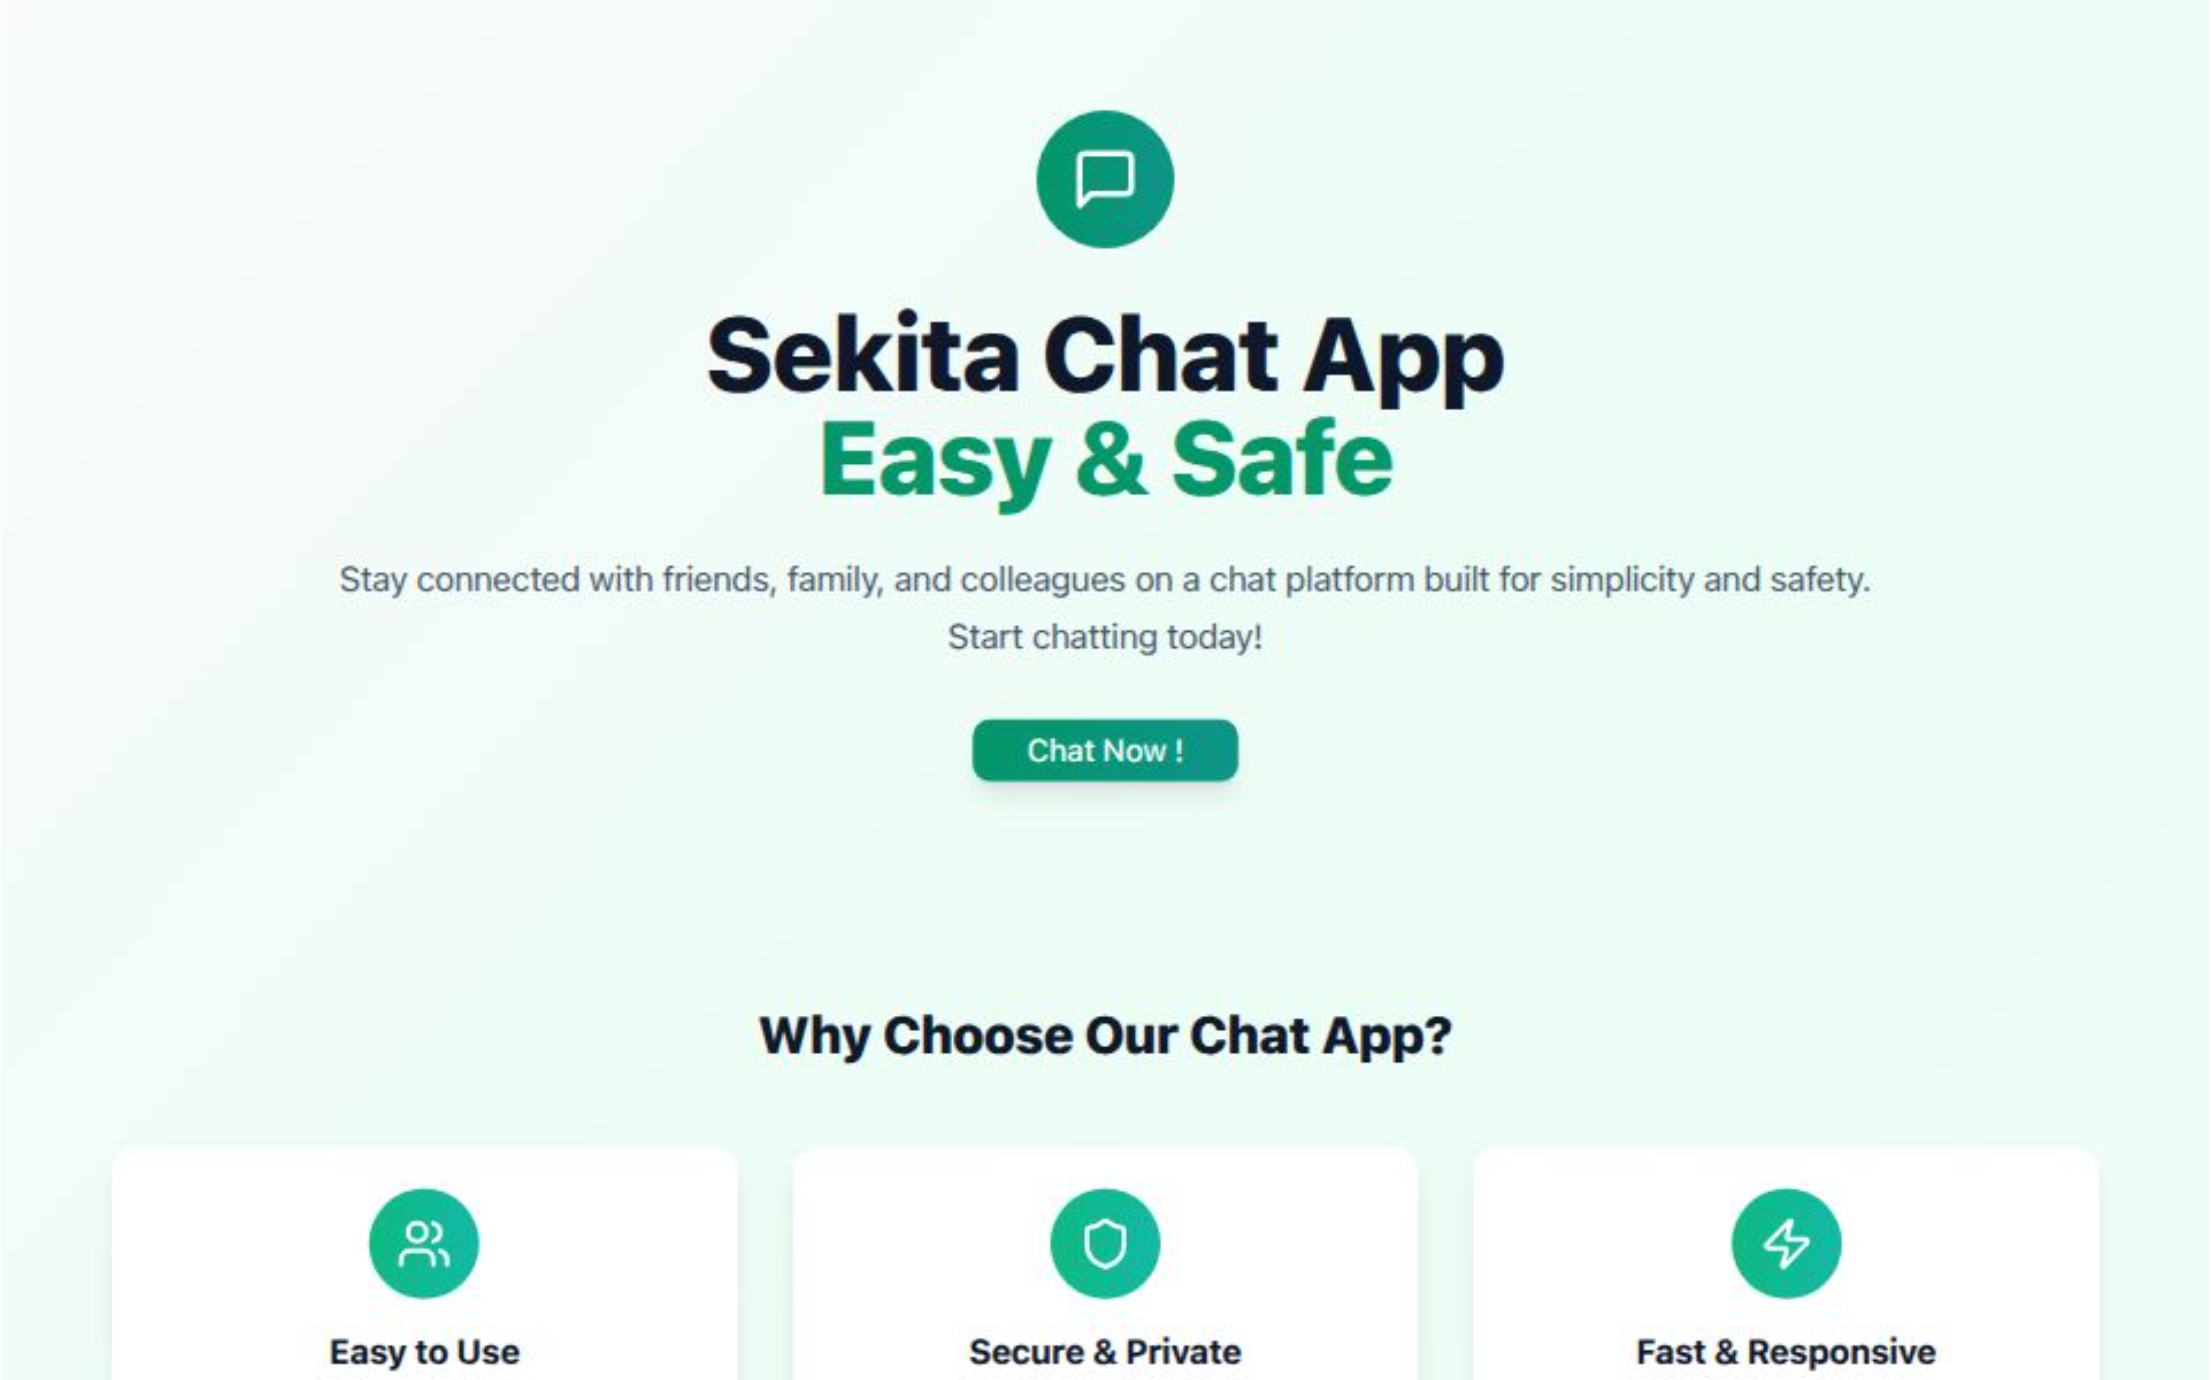 Sekita Chat App
Easy & Safe
Stay connected with friends, family, and colleagues on a chat platform built for simplicity and safety.
Start chatting today!
Chat Now !
Why Choose Our Chat App?
Easy to Use
Secure & Private
Fast & Responsive